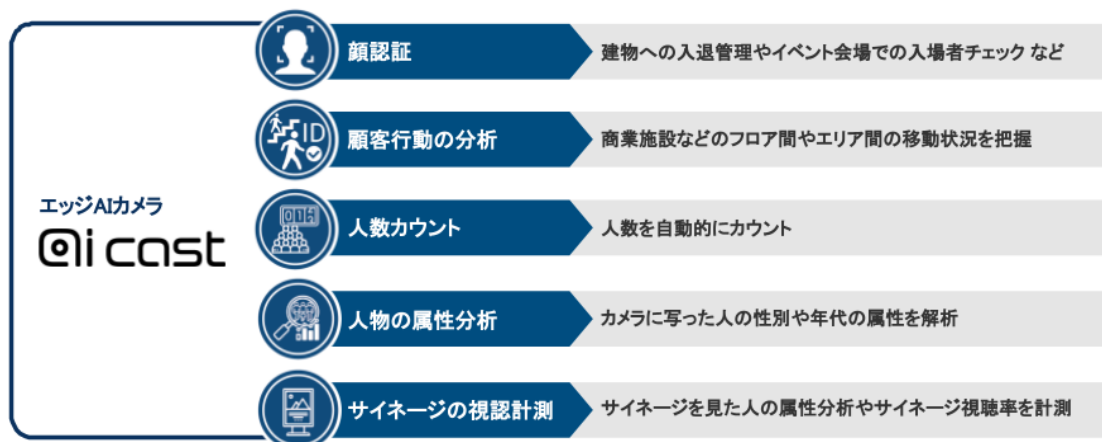 顔認証
建物への入退管理やイベント会場での入場者チェック など
ID
顧客行動の分析
商業施設などのフロア間やエリア間の移動状況を把握
エッジAIカメラ
ai cast
人数カウント
人数を自動的にカウント
人物の属性分析
カメラに写った人の性別や年代の属性を解析
サイネージの視認計測
サイネージを見た人の属性分析やサイネージ視聴率を計測